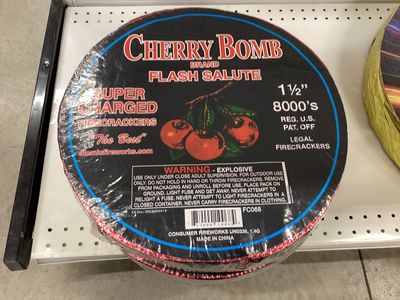 CHERRY BOMB
BRAND
FLASH SALUTE
SUPER
CHARGED
FIRECRACKERS
"The Best"
1 ½"
8000's
REG. U.S.
PAT. OFF
LEGAL
FIRECRACKERS
WARNING - EXPLOSIVE
USE ONLY UNDER CLOSE ADULT SUPERVISION. FOR OUTDOOR USE
ONLY. DO NOT HOLD IN HAND OR THROW FIRECRACKERS. REMOVE
FROM PACKAGING AND UNROLL BEFORE USE. PLACE PACK ON
GROUND. LIGHT FUSE AND GET AWAY. NEVER ATTEMPT TO
RELIGHT A FUSE. NEVER ATTEMPT TO LIGHT FIRECRACKERS IN A
CLOSED CONTAINER. NEVER CARRY FIRECRACKERS IN CLOTHING.
FC068
CONSUMER FIREWORKS UN0336, 1.4G
MADE IN CHINA